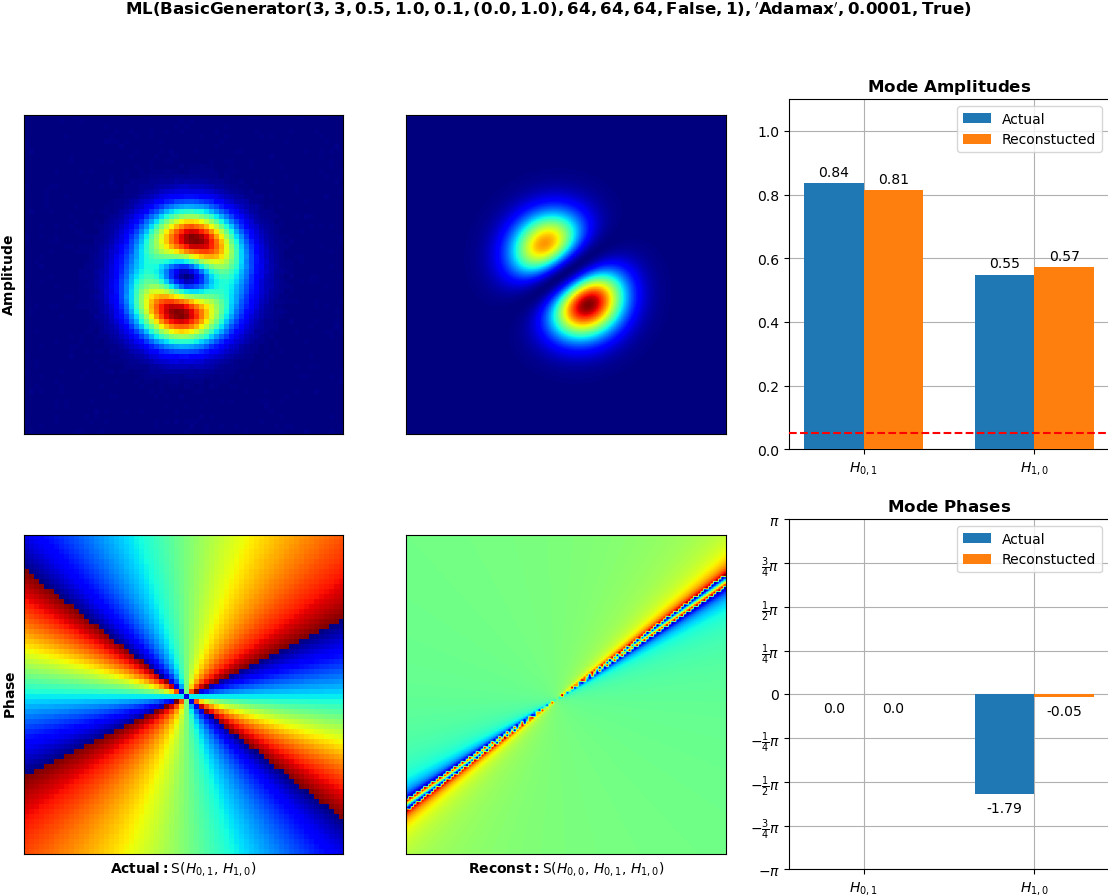 ML(BasicGenerator(3, 3, 0.5, 1.0, 0.1, (0.0, 1.0), 64, 64, 64, False, 1), ′Adamax′, 0.0001, True)
Mode Amplitudes
Actual
Reconstucted
1.0
0.8
0.6
0.4
0.2
0.0
0.84
0.81
0.55
0.57
H0,1
H1,0
Amplitude
Mode Phases
Actual
Reconstucted
π
3/4π
1/2π
1/4π
0
−1/4π
−1/2π
−3/4π
−π
0.0
0.0
-0.05
-1.79
H0,1
H1,0
Phase
Actual: S(H0,1, H1,0)
Reconst: S(H0,0, H0,1, H1,0)